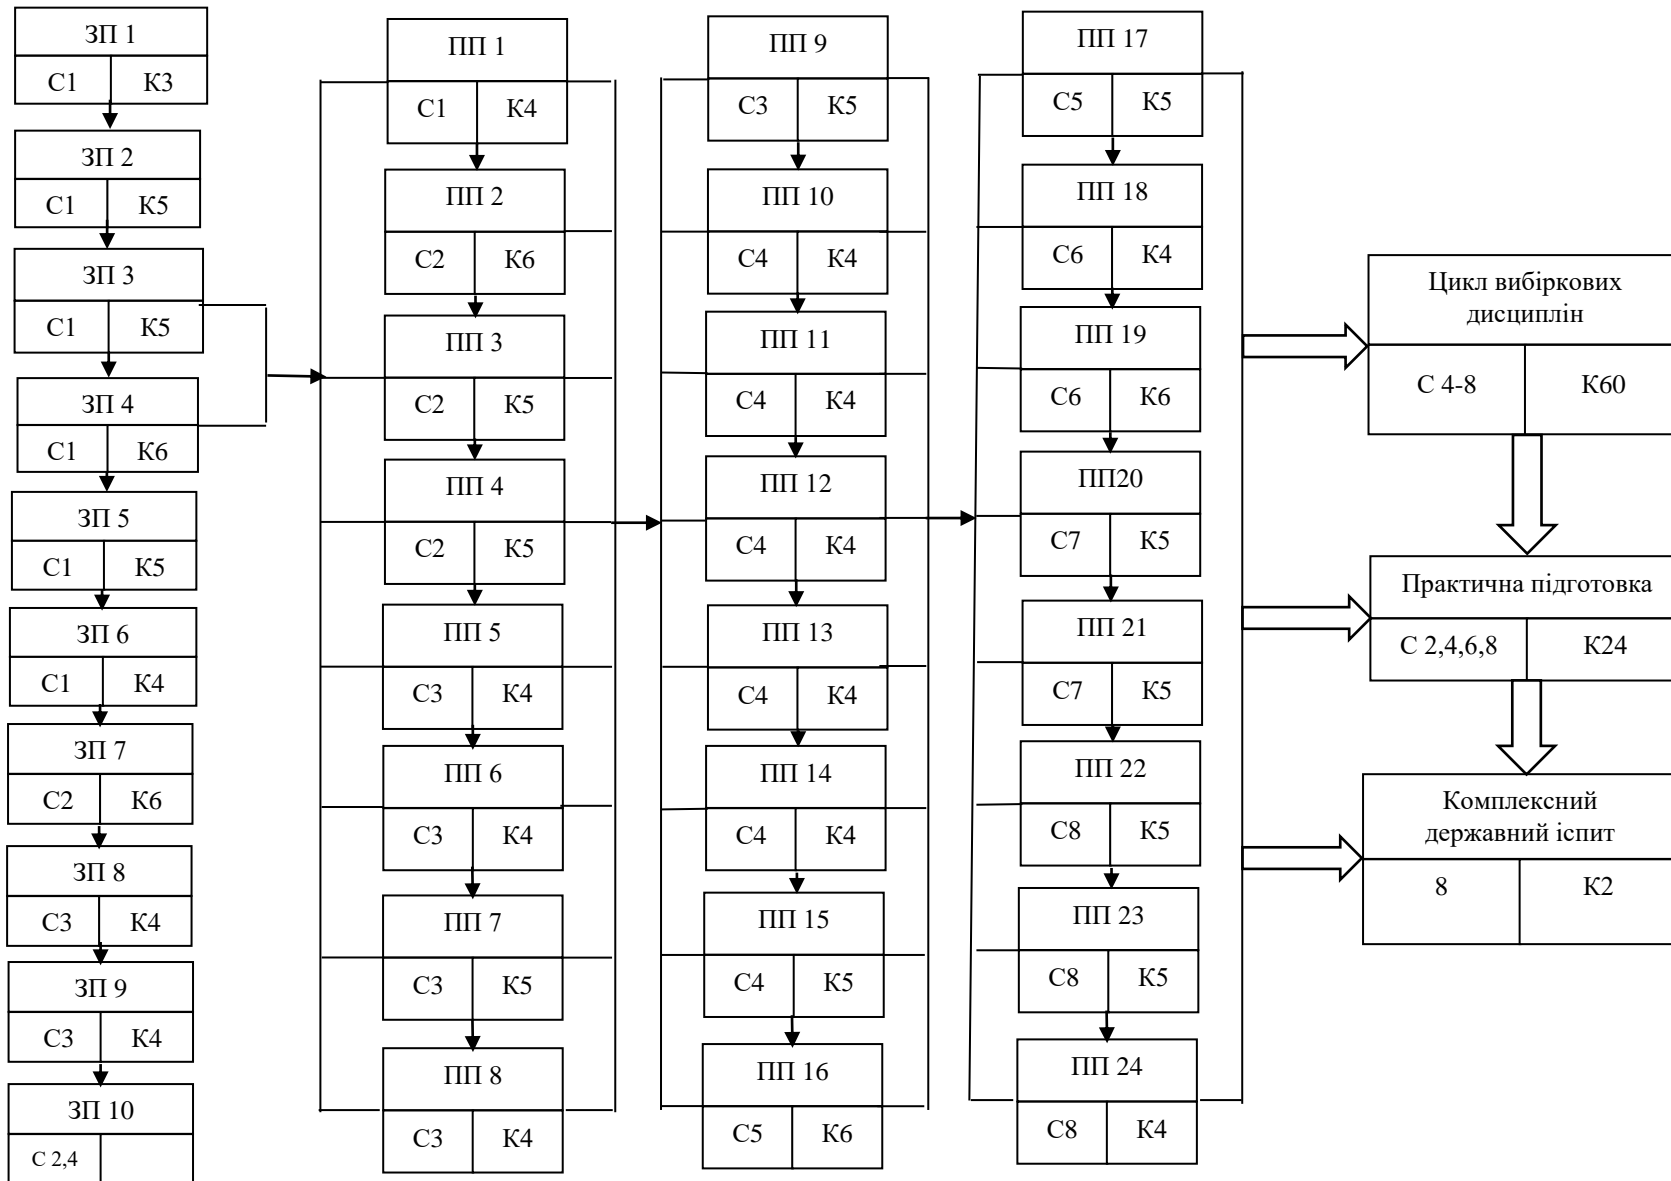 ЗП 1
С1 К3
ЗП 2
С1 К5
ЗП 3
С1 К5
ЗП 4
С1 К6
ЗП 5
С1 К5
ЗП 6
С1 К4
ЗП 7
С2 К6
ЗП 8
С3 К4
ЗП 9
С3 К4
ЗП 10
С 2,4
ПП 1
С1 К4
ПП 2
С2 К6
ПП 3
С2 К5
ПП 4
С2 К5
ПП 5
С3 К4
ПП 6
С3 К4
ПП 7
С3 К5
ПП 8
С3 К4
ПП 9
С3 К5
ПП 10
С4 К4
ПП 11
С4 К4
ПП 12
С4 К4
ПП 13
С4 К4
ПП 14
С4 К4
ПП 15
С4 К5
ПП 16
С5 К6
ПП 17
С5 К5
ПП 18
С6 К4
ПП 19
С6 К6
ПП20
С7 К5
ПП 21
С7 К5
ПП 22
С8 К5
ПП 23
С8 К5
ПП 24
С8 К4
Цикл вибіркових
дисциплін
С 4-8 К60
Практична підготовка
С 2,4,6,8 К24
Комплексний
державний іспит
8 К2